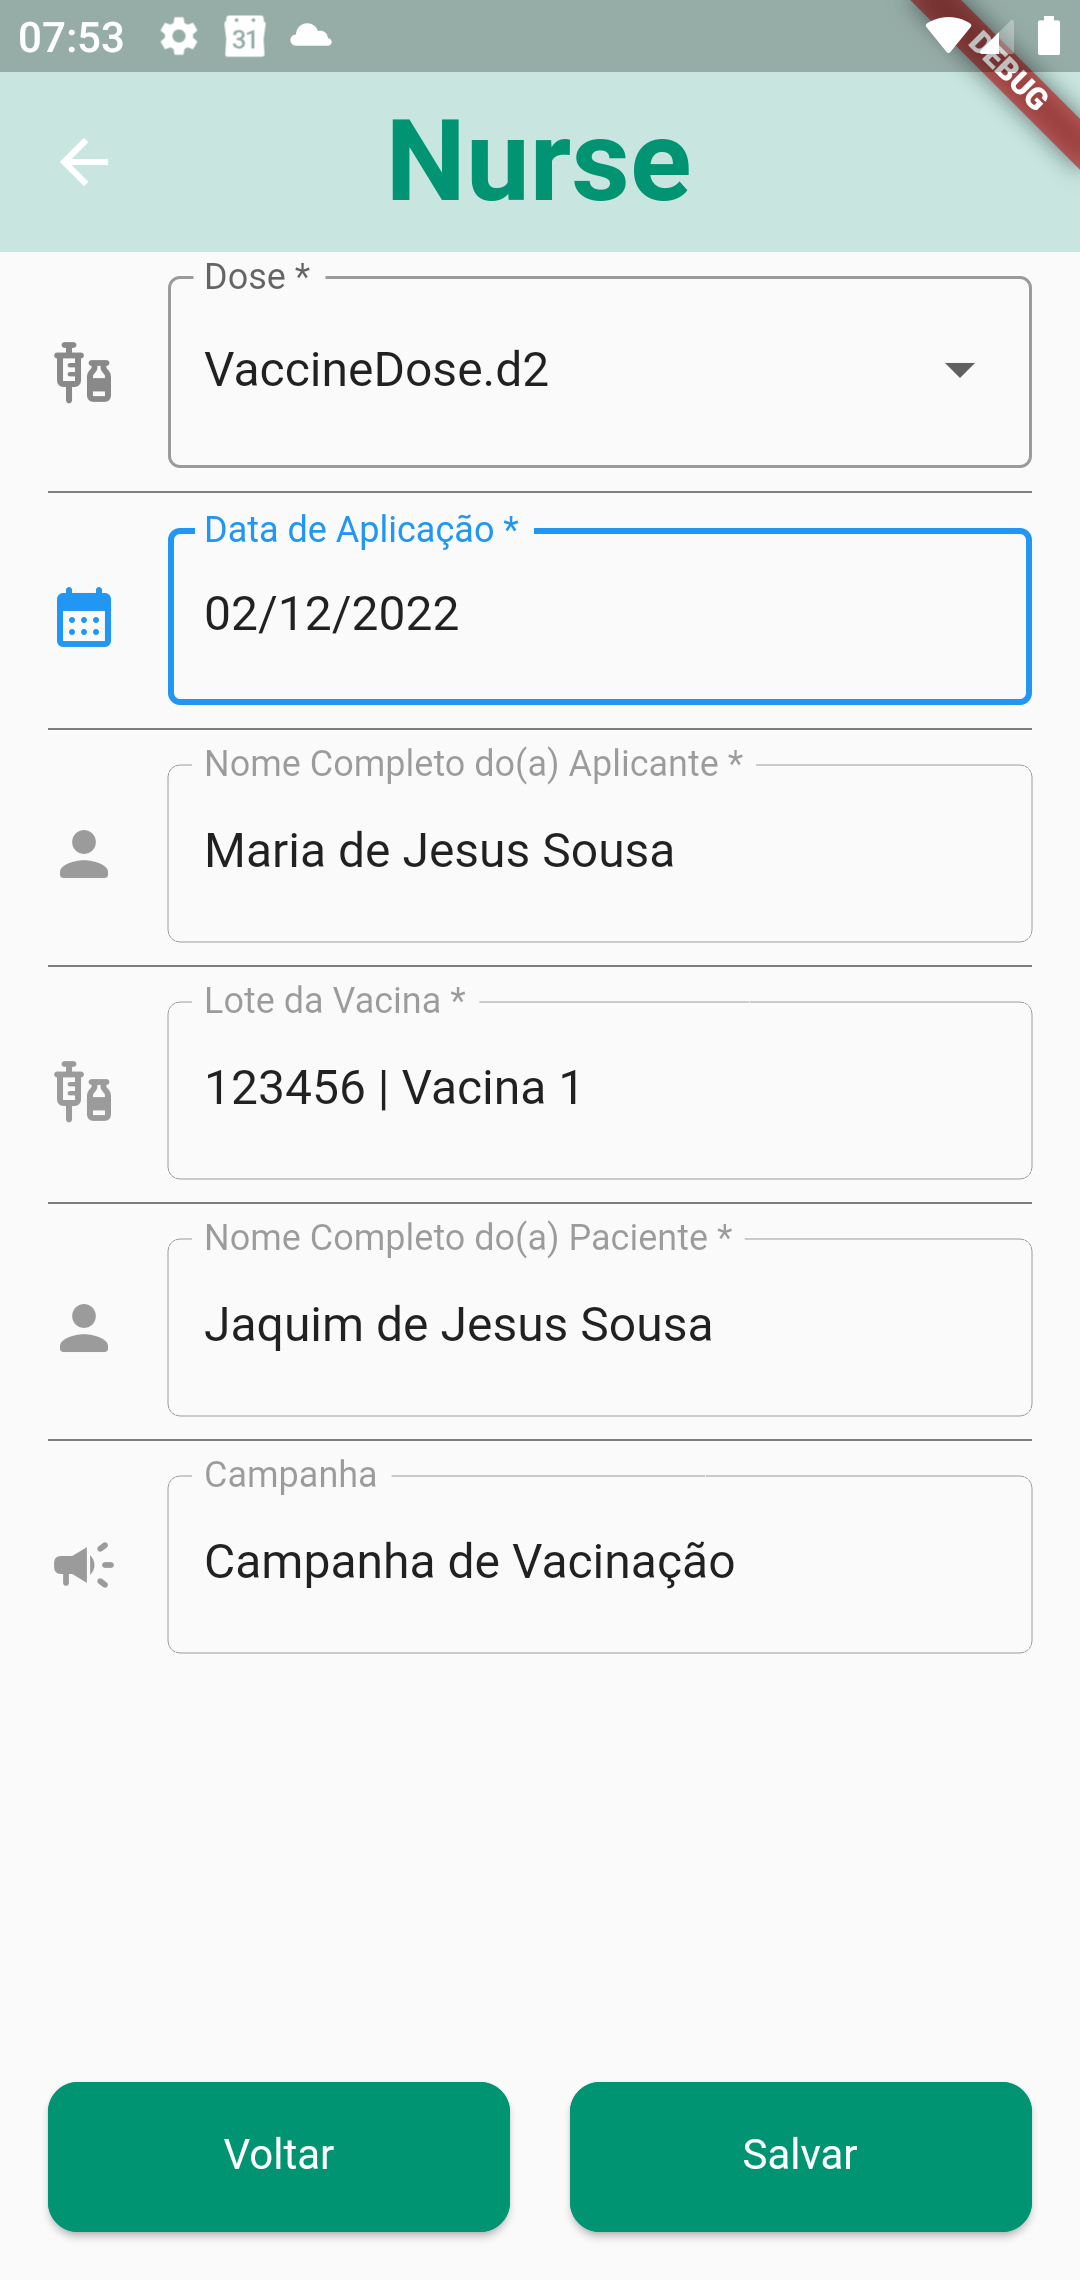 07:53
31
DEBUG
Nurse
Dose *
VaccineDose.d2
Data de Aplicação *
02/12/2022
Nome Completo do(a) Aplicante *
Maria de Jesus Sousa
Lote da Vacina *
123456 | Vacina 1
Nome Completo do(a) Paciente *
Jaquim de Jesus Sousa
Campanha
Campanha de Vacinação
Voltar
Salvar